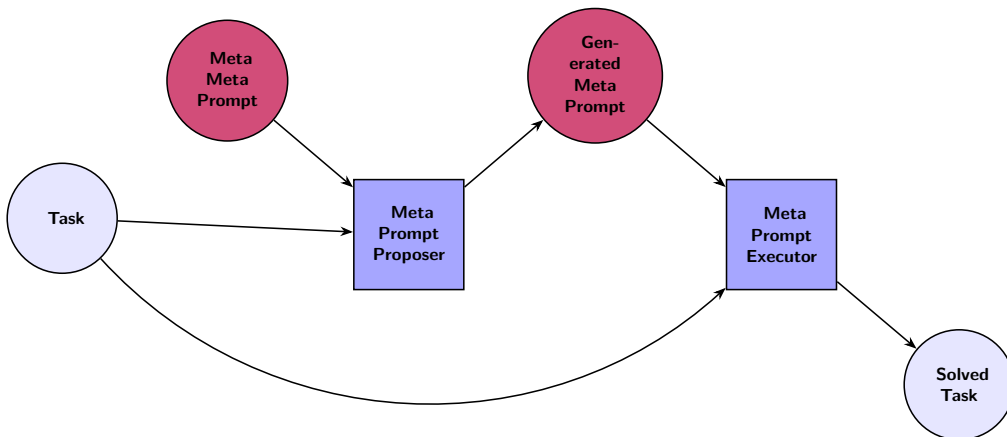 Meta
Meta
Prompt
Gen-
erated
Meta
Prompt
Task
Meta
Prompt
Proposer
Meta
Prompt
Executor
Solved
Task